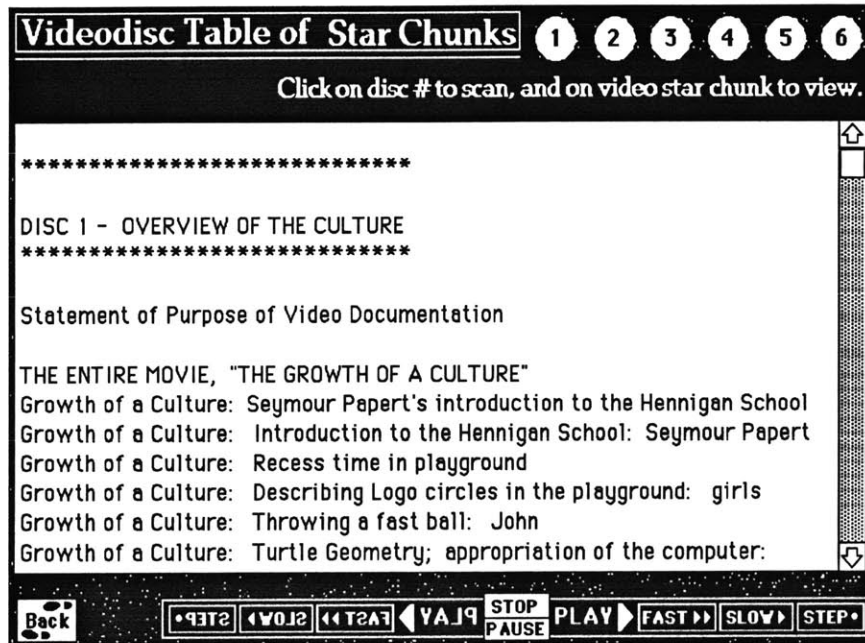 Videodisc Table of Star Chunks 1 2 3 4 5 6
Click on disc # to scan, and on video star chunk to view.
*****************************
DISC 1 - OVERVIEW OF THE CULTURE
*****************************
Statement of Purpose of Video Documentation
THE ENTIRE MOVIE, "THE GROWTH OF A CULTURE"
Growth of a Culture: Seymour Papert's introduction to the Hennigan School
Growth of a Culture: Introduction to the Hennigan School: Seymour Papert
Growth of a Culture: Recess time in playground
Growth of a Culture: Describing Logo circles in the playground: girls
Growth of a Culture: Throwing a fast ball: John
Growth of a Culture: Turtle Geometry; appropriation of the computer:
Back STEP SLOW FAST PLAY STOP PAUSE PLAY FAST SLOW STEP